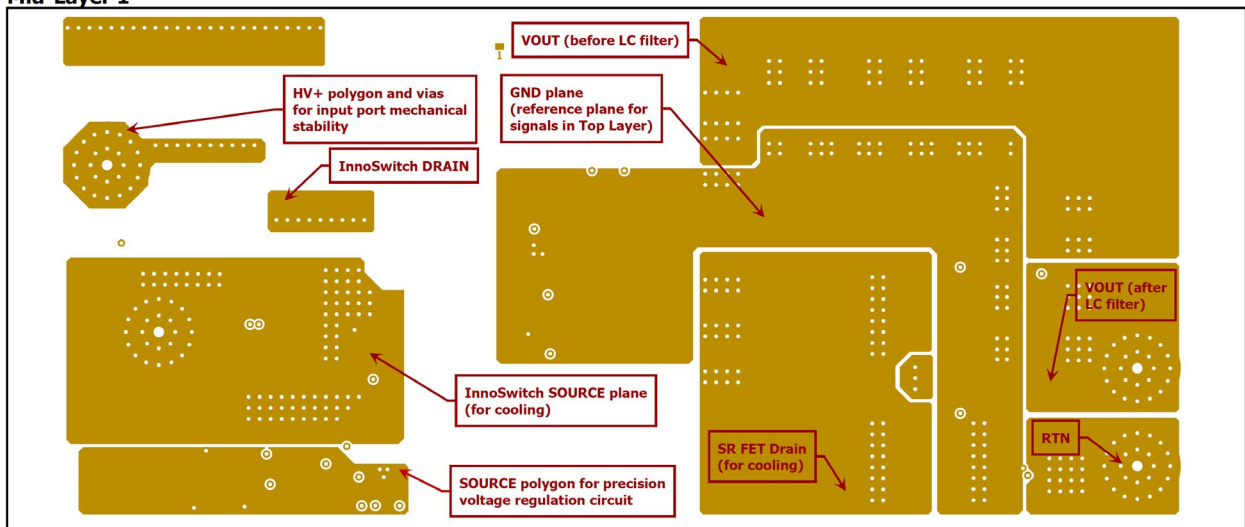 Mid-Layer 1
1
VOUT (before LC filter)
HV+ polygon and vias
for input port mechanical
stability
GND plane
(reference plane for
signals in Top Layer)
InnoSwitch DRAIN
VOUT (after
LC filter)
InnoSwitch SOURCE plane
(for cooling)
SR FET Drain
(for cooling)
RTN
SOURCE polygon for precision
voltage regulation circuit